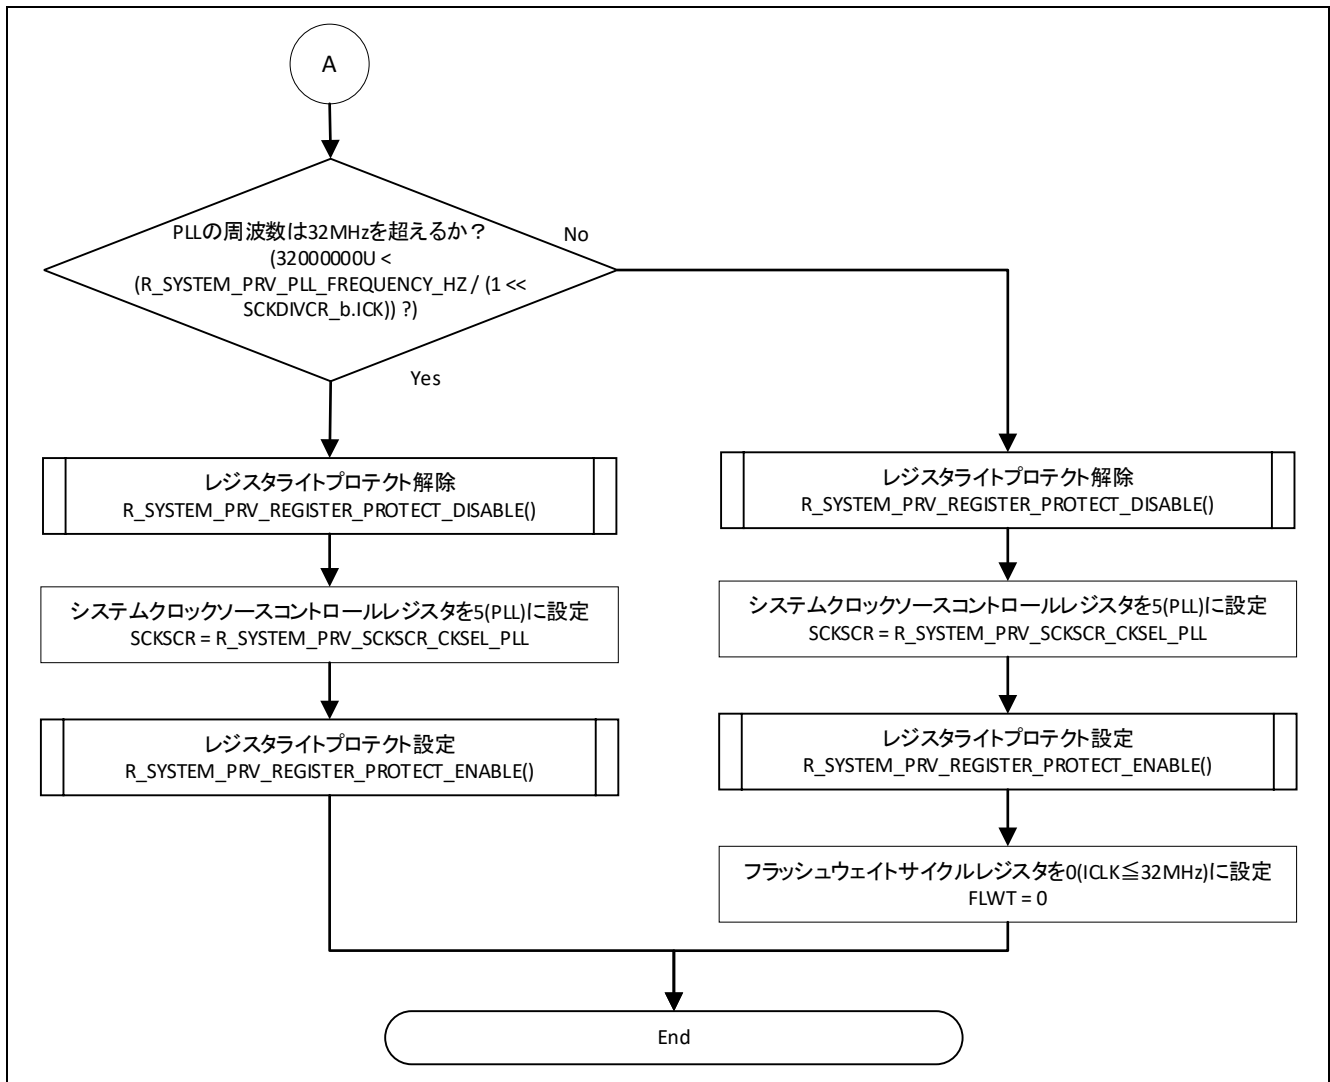 A
PLLの周波数は32MHzを超えるか？
(32000000U <
(R_SYSTEM_PRV_PLL_FREQUENCY_HZ / (1 <<
SCKDIVCR_b.ICK)) ?)
No
Yes
レジスタライトプロテクト解除
R_SYSTEM_PRV_REGISTER_PROTECT_DISABLE()
システムクロックソースコントロールレジスタを5(PLL)に設定
SCKSCR = R_SYSTEM_PRV_SCKSCR_CKSEL_PLL
レジスタライトプロテクト設定
R_SYSTEM_PRV_REGISTER_PROTECT_ENABLE()
レジスタライトプロテクト解除
R_SYSTEM_PRV_REGISTER_PROTECT_DISABLE()
システムクロックソースコントロールレジスタを5(PLL)に設定
SCKSCR = R_SYSTEM_PRV_SCKSCR_CKSEL_PLL
レジスタライトプロテクト設定
R_SYSTEM_PRV_REGISTER_PROTECT_ENABLE()
フラッシュウェイトサイクルレジスタを0(ICLK≦32MHz)に設定
FLWT = 0
End